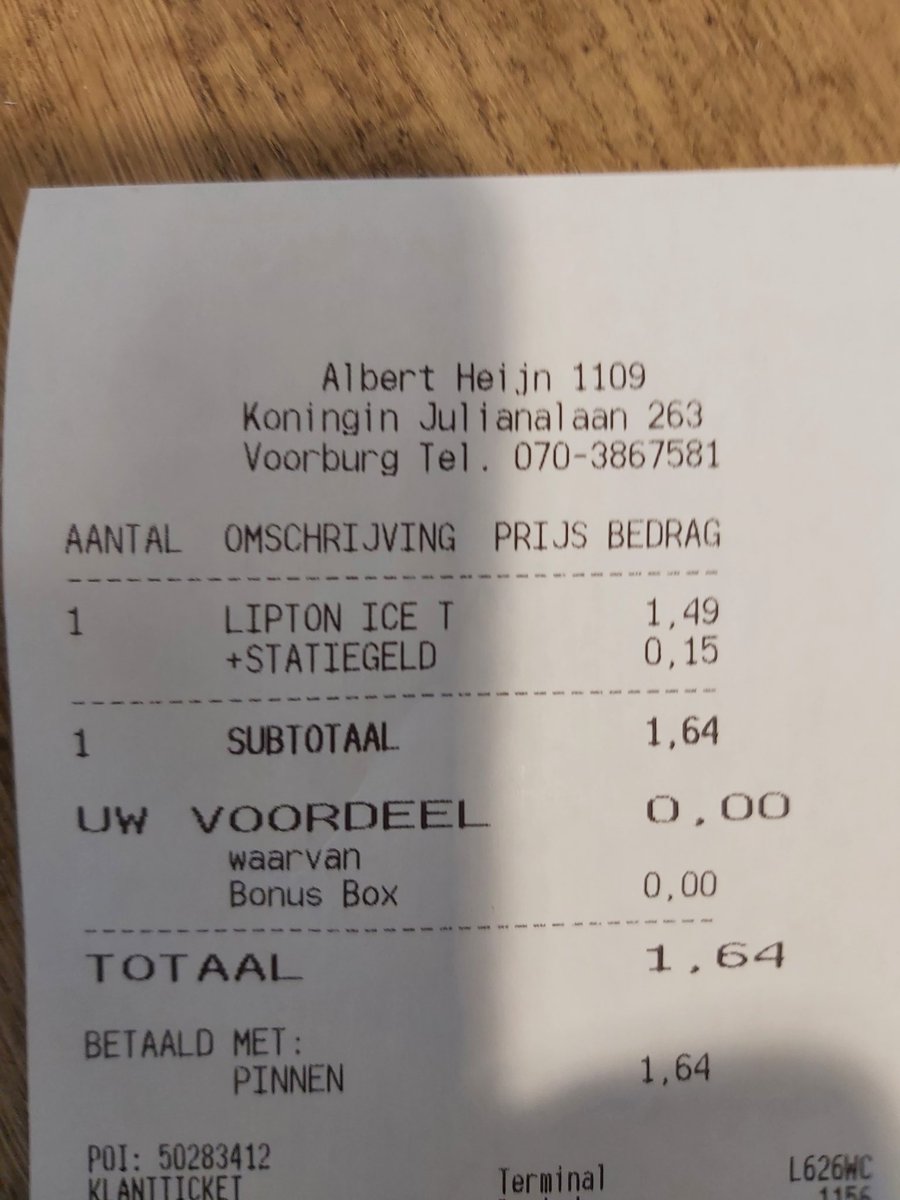 Albert Heijn 1109
Koningin Julianalaan 263
Voorburg Tel. 070-3867581
AANTAL OMSCHRIJVING PRIJS BEDRAG
1 LIPTON ICE T 1,49
+STATIEGELD 0,15
1 SUBTOTAAL 1,64
UW VOORDEEL 0,00
waarvan
Bonus Box 0,00
TOTAAL 1,64
BETAALD MET:
PINNEN 1,64
POI: 50283412
KLANTTICKET
Terminal L626WC
1156